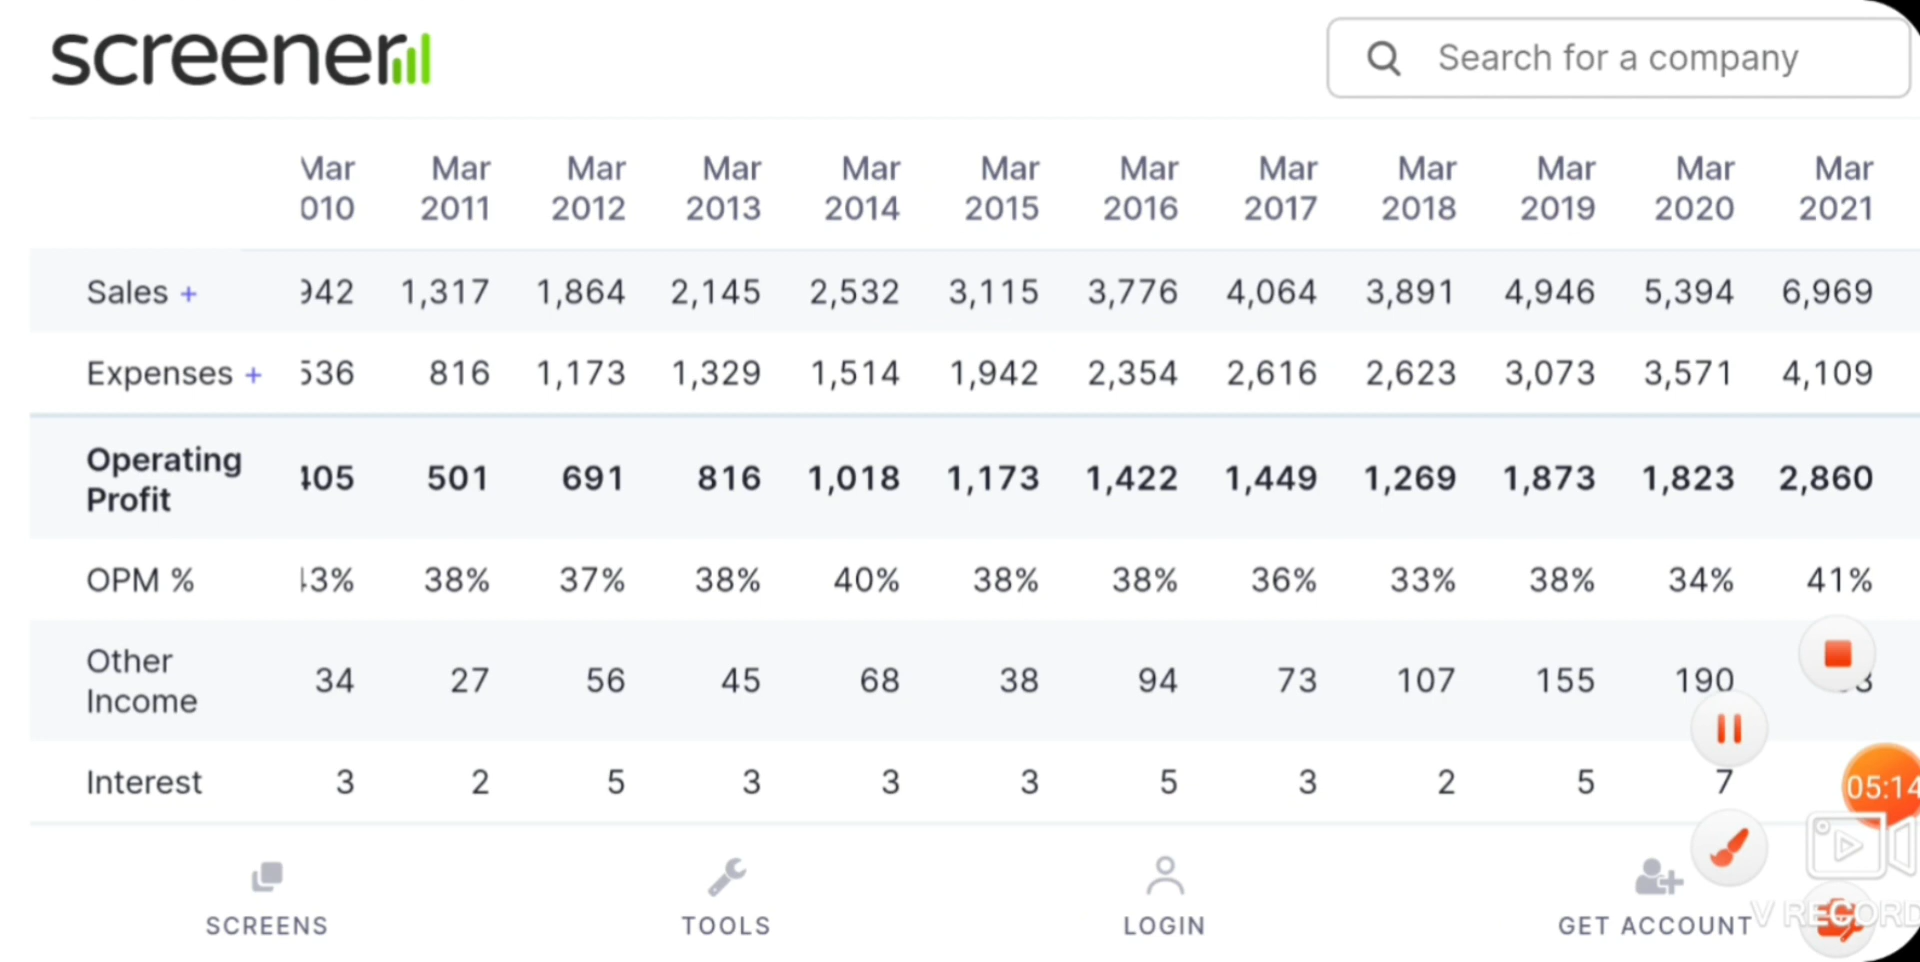 screener
Search for a company
Mar Mar Mar Mar Mar Mar Mar Mar Mar Mar Mar Mar
010 2011 2012 2013 2014 2015 2016 2017 2018 2019 2020 2021
Sales + 942 1,317 1,864 2,145 2,532 3,115 3,776 4,064 3,891 4,946 5,394 6,969
Expenses + 536 816 1,173 1,329 1,514 1,942 2,354 2,616 2,623 3,073 3,571 4,109
Operating
Profit 405 501 691 816 1,018 1,173 1,422 1,449 1,269 1,873 1,823 2,860
OPM % 43% 38% 37% 38% 40% 38% 38% 36% 33% 38% 34% 41%
Other
Income 34 27 56 45 68 38 94 73 107 155 190
Interest 3 2 5 3 3 3 5 3 2 5 7
05:14
SCREENS TOOLS LOGIN GET ACCOUNT
V RECORD